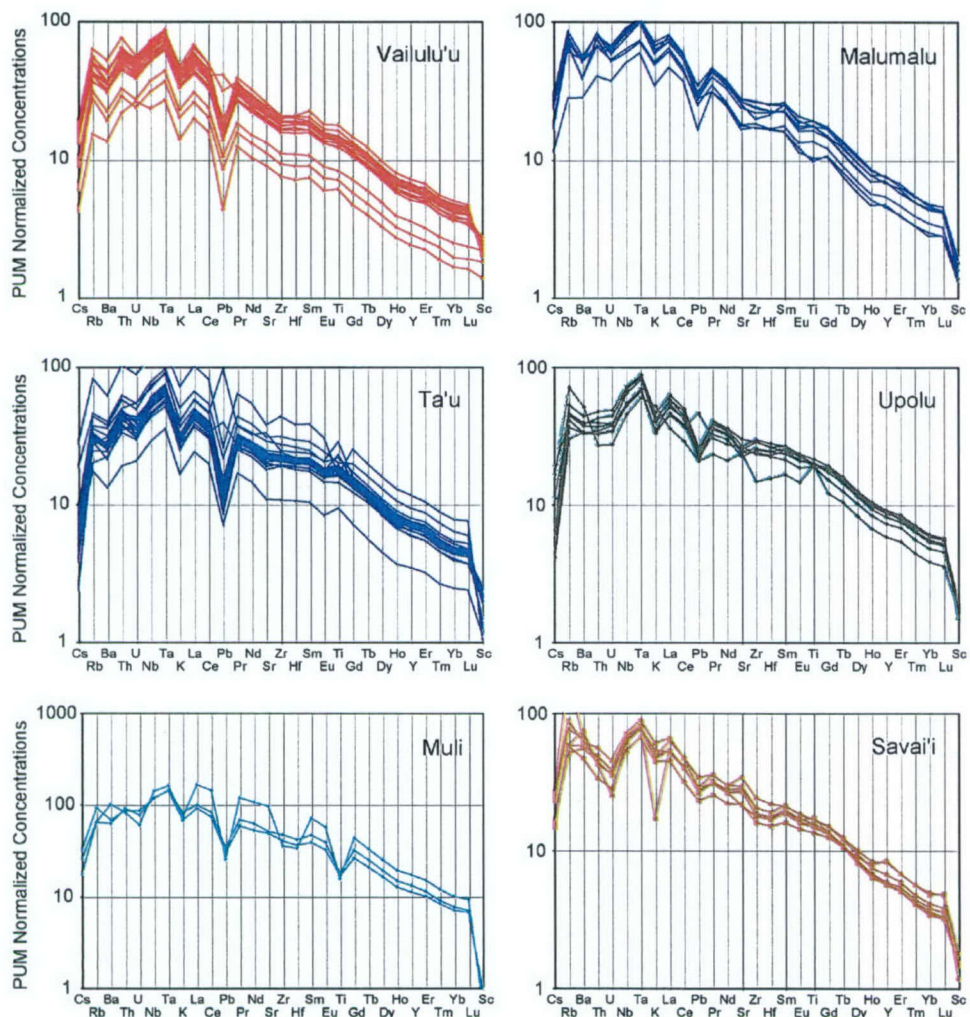 PUM Normalized Concentrations
100
10
1
Vailulu'u
Cs Ba U Ta La Pb Nd Zr Sm Ti Tb Ho Er Yb Sc
Rb Th Nb K Ce Pr Sr Hf Eu Gd Dy Y Tm Lu
100
10
1
Malumalu
Cs Ba U Ta La Pb Nd Zr Sm Ti Tb Ho Er Yb Sc
Rb Th Nb K Ce Pr Sr Hf Eu Gd Dy Y Tm Lu
PUM Normalized Concentrations
100
10
1
Ta'u
Cs Ba U Ta La Pb Nd Zr Sm Ti Tb Ho Er Yb Sc
Rb Th Nb K Ce Pr Sr Hf Eu Gd Dy Y Tm Lu
100
10
1
Upolu
Cs Ba U Ta La Pb Nd Zr Sm Ti Tb Ho Er Yb Sc
Rb Th Nb K Ce Pr Sr Hf Eu Gd Dy Y Tm Lu
PUM Normalized Concentrations
1000
100
10
1
Muli
Cs Ba U Ta La Pb Nd Zr Sm Ti Tb Ho Er Yb Sc
Rb Th Nb K Ce Pr Sr Hf Eu Gd Dy Y Tm Lu
100
10
1
Savai'i
Cs Ba U Ta La Pb Nd Zr Sm Ti Tb Ho Er Yb Sc
Rb Th Nb K Ce Pr Sr Hf Eu Gd Dy Y Tm Lu